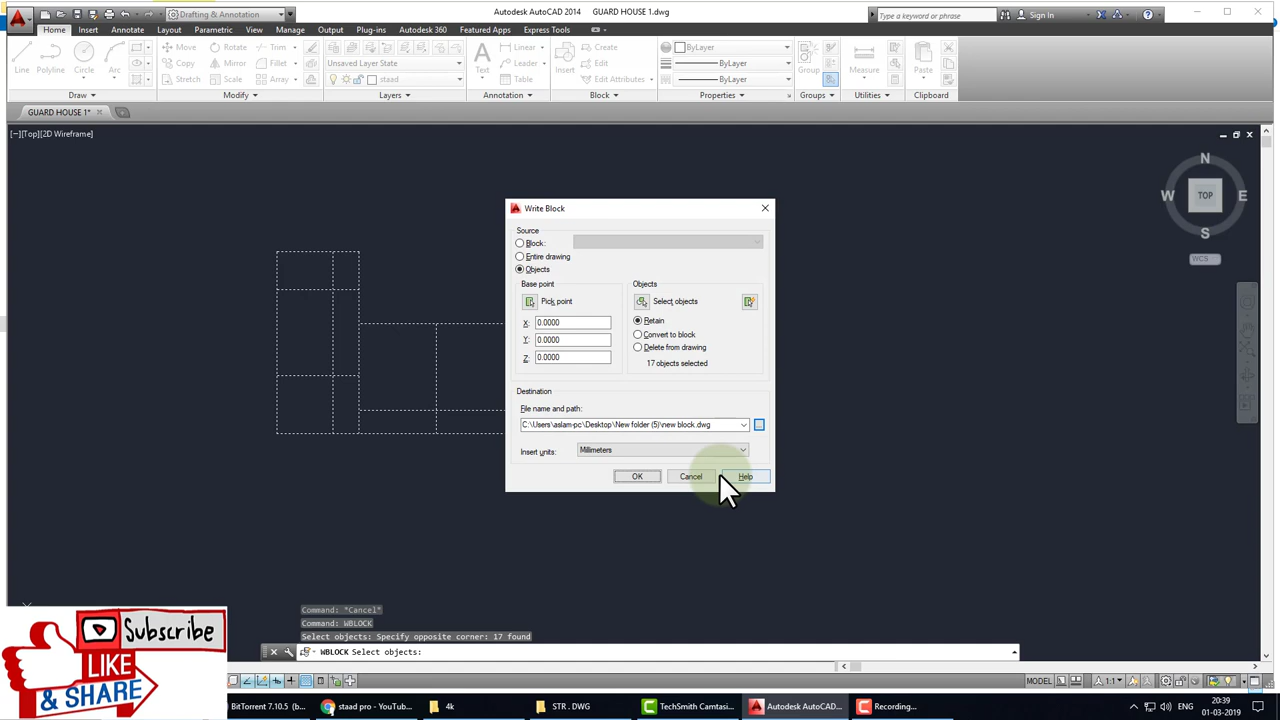 Drafting & Annotation
Autodesk AutoCAD 2014 GUARD HOUSE 1.dwg
Type a keyword or phrase
Sign In
Home Insert Annotate Layout Parametric View Manage Output Plug-ins Autodesk 360 Featured Apps Express Tools
Line Polyline Circle Arc
Move Rotate Trim
Copy Mirror Fillet
Stretch Scale Array
Unsaved Layer State
staad
Text Linear
Leader
Table
Insert Create
Edit
Edit Attributes
ByLayer
ByLayer
ByLayer
Group Measure Paste
Draw Modify Layers Annotation Block Properties Groups Utilities Clipboard
GUARD HOUSE 1*
[−][Top][2D Wireframe]
N
W TOP E
S
WCS
Write Block
Source
Block:
Entire drawing
Objects
Base point
Pick point
X: 0.0000
Y: 0.0000
Z: 0.0000
Objects
Select objects
Retain
Convert to block
Delete from drawing
17 objects selected
Destination
File name and path:
C:\Users\aslam-pc\Desktop\New folder (5)\new block.dwg
...
Insert units: Millimeters
OK Cancel Help
Command: *Cancel*
Command: WBLOCK
Select objects: Specify opposite corner: 17 found
WBLOCK Select objects:
Subscribe
LIKE
& SHARE
MODEL 1:1
BitTorrent 7.10.5 (b... staad pro - YouTub... 4k STR . DWG TechSmith Camtasi... Autodesk AutoCAD... Recording...
ENG
20:39
01-03-2019